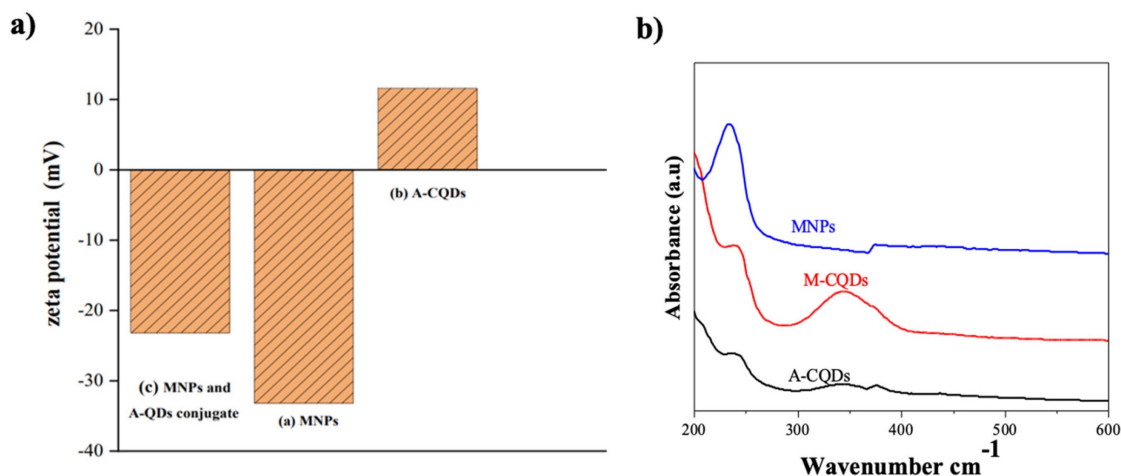 a)
20
10
0
-10
-20
-30
-40
zeta potential (mV)
(b) A-CQDs
(c) MNPs and
A-QDs conjugate
(a) MNPs
b)
Absorbance (a.u)
MNPs
M-CQDs
A-CQDs
200 300 400 500 600
Wavenumber cm-1